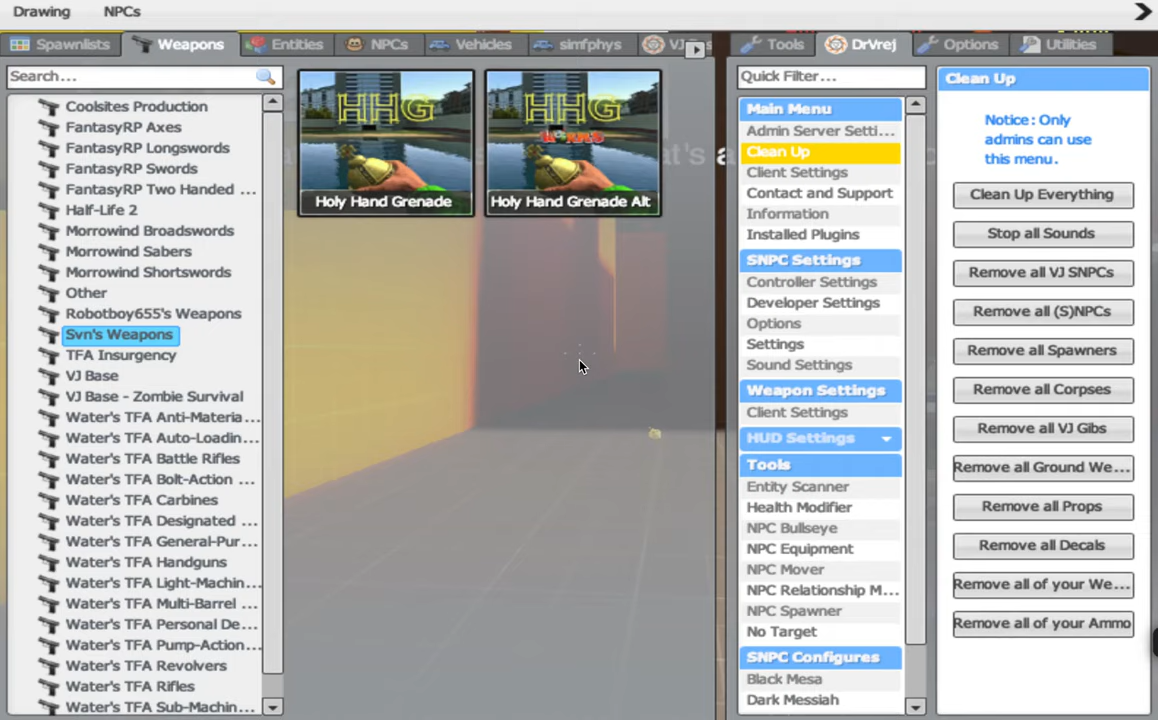 Drawing NPCs
Spawnlists Weapons Entities NPCs Vehicles simfphys
Search...
Coolsites Production
FantasyRP Axes
FantasyRP Longswords
FantasyRP Swords
FantasyRP Two Handed ...
Half-Life 2
Morrowind Broadswords
Morrowind Sabers
Morrowind Shortswords
Other
Robotboy655's Weapons
Svn's Weapons
TFA Insurgency
VJ Base
VJ Base - Zombie Survival
Water's TFA Anti-Materia...
Water's TFA Auto-Loadin...
Water's TFA Battle Rifles
Water's TFA Bolt-Action ...
Water's TFA Carbines
Water's TFA Designated ...
Water's TFA General-Pur...
Water's TFA Handguns
Water's TFA Light-Machin...
Water's TFA Multi-Barrel ...
Water's TFA Personal De...
Water's TFA Pump-Action...
Water's TFA Revolvers
Water's TFA Rifles
Water's TFA Sub-Machin...
HHG
Holy Hand Grenade
HHG
WORMS
Holy Hand Grenade Alt
Tools DrVrej Options Utilities
Quick Filter...
Main Menu
Admin Server Setti...
Clean Up
Client Settings
Contact and Support
Information
Installed Plugins
SNPC Settings
Controller Settings
Developer Settings
Options
Settings
Sound Settings
Weapon Settings
Client Settings
HUD Settings
Tools
Entity Scanner
Health Modifier
NPC Bullseye
NPC Equipment
NPC Mover
NPC Relationship M...
NPC Spawner
No Target
SNPC Configures
Black Mesa
Dark Messiah
Clean Up
Notice: Only
admins can use
this menu.
Clean Up Everything
Stop all Sounds
Remove all VJ SNPCs
Remove all (S)NPCs
Remove all Spawners
Remove all Corpses
Remove all VJ Gibs
Remove all Ground We...
Remove all Props
Remove all Decals
Remove all of your We...
Remove all of your Ammo